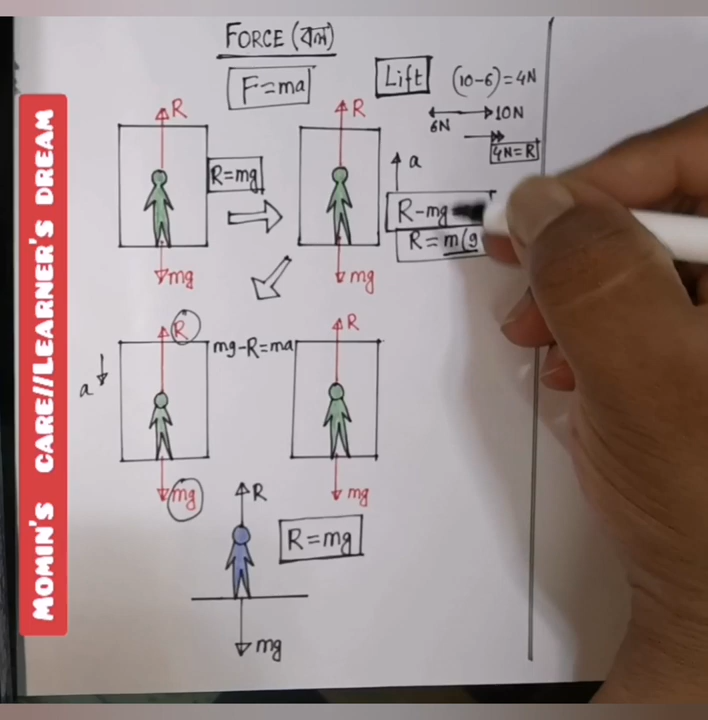 FORCE (বল)
F=ma
Lift
(10-6)=4N
6N
10N
4N=R
R
R
R=mg
a
R-mg
R=m(g
mg
mg
R
R
a
mg-R=ma
mg
mg
R
R=mg
mg
MOMIN'S CARE//LEARNER'S DREAM